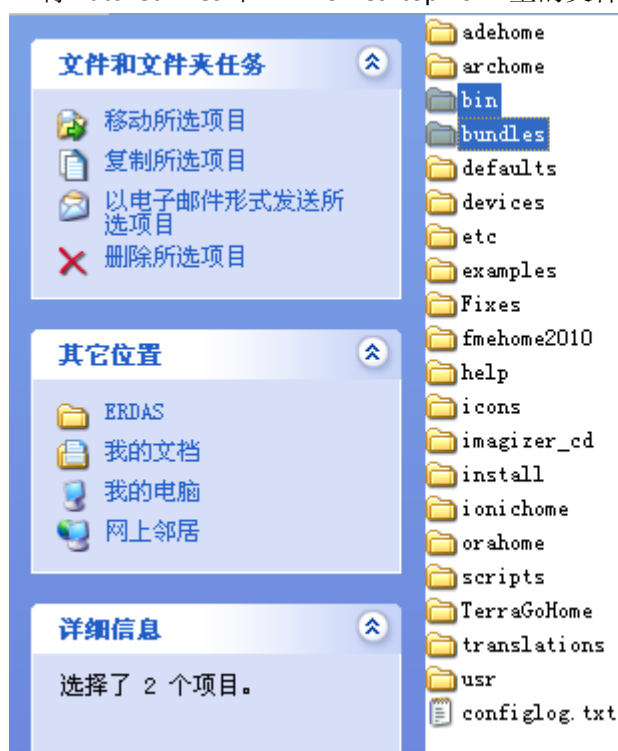 文件和文件夹任务
移动所选项目
复制所选项目
以电子邮件形式发送所
选项目
删除所选项目
其它位置
ERDAS
我的文档
我的电脑
网上邻居
详细信息
选择了 2 个项目。
adehome
archome
bin
bundles
defaults
devices
etc
examples
Fixes
fmehome2010
help
icons
imagizer_cd
install
ionichome
orahome
scripts
TerraGoHome
translations
usr
configlog.txt